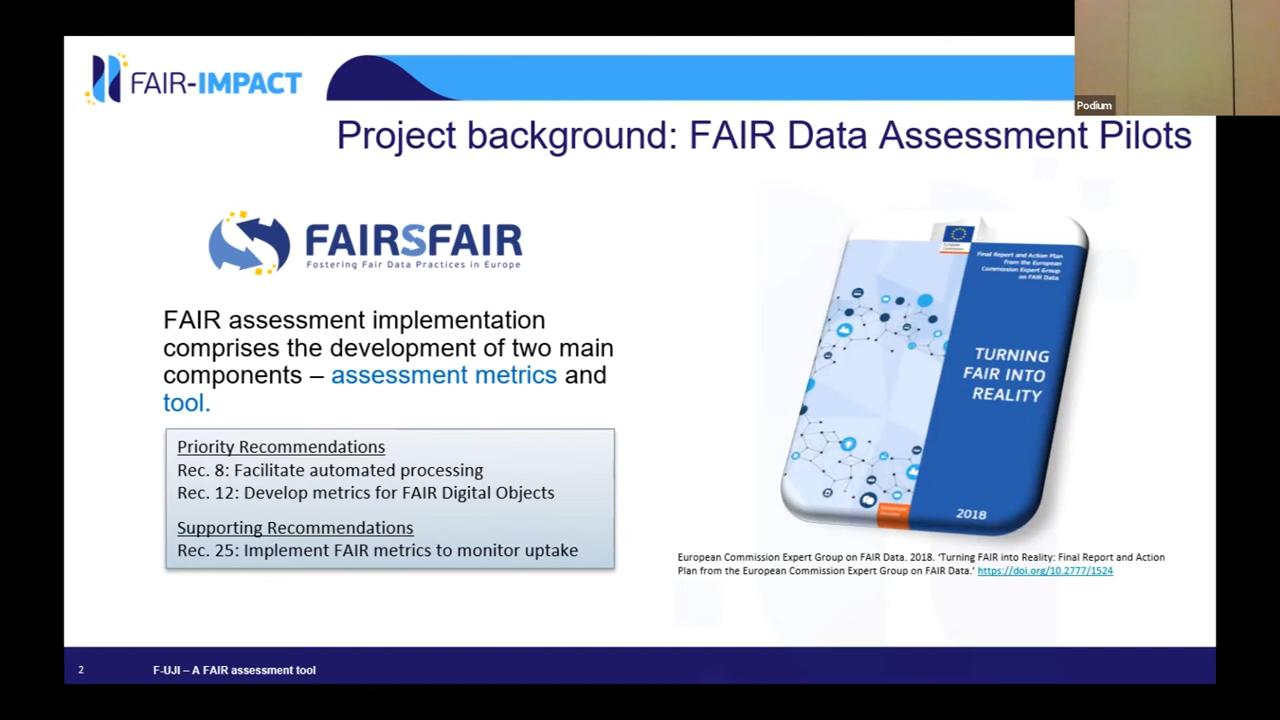 FAIR-IMPACT
Podium
Project background: FAIR Data Assessment Pilots
FAIRSFAIR
Fostering Fair Data Practices in Europe
FAIR assessment implementation
comprises the development of two main
components – assessment metrics and
tool.
Priority Recommendations
Rec. 8: Facilitate automated processing
Rec. 12: Develop metrics for FAIR Digital Objects
Supporting Recommendations
Rec. 25: Implement FAIR metrics to monitor uptake
European
Commission
Final Report and Action Plan
from the European
Commission Expert Group
on FAIR Data
TURNING
FAIR INTO
REALITY
2018
European Commission Expert Group on FAIR Data. 2018. ‘Turning FAIR into Reality: Final Report and Action
Plan from the European Commission Expert Group on FAIR Data.’ https://doi.org/10.2777/1524
2
F-UJI – A FAIR assessment tool